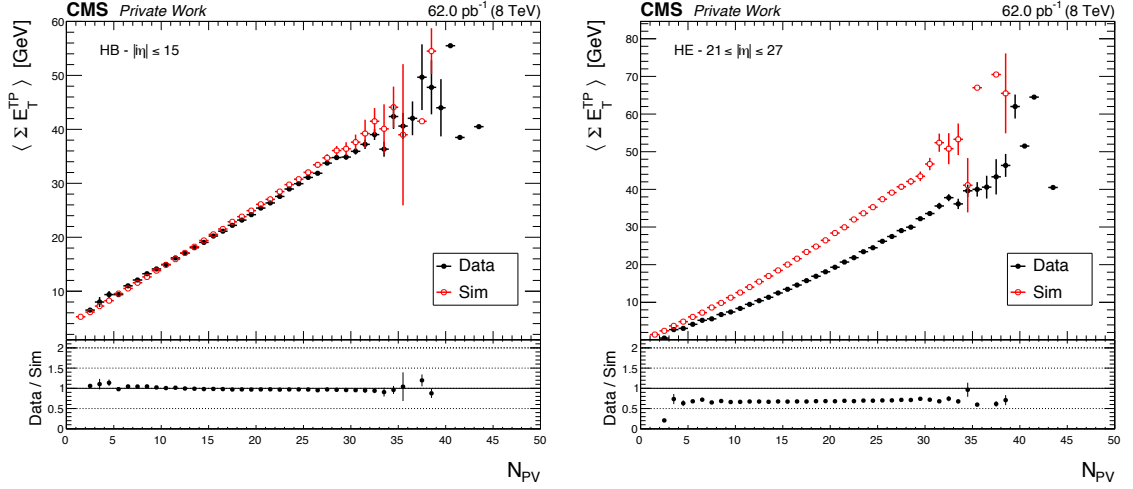 CMS Private Work 62.0 pb-1 (8 TeV)
HB - |iη| ≤ 15
⟨ Σ E_T^TP ⟩ [GeV]
60
50
40
30
20
10
Data
Sim
Data / Sim
2
1.5
1
0.5
0
0 5 10 15 20 25 30 35 40 45 50
N_PV
CMS Private Work 62.0 pb-1 (8 TeV)
HE - 21 ≤ |iη| ≤ 27
⟨ Σ E_T^TP ⟩ [GeV]
80
70
60
50
40
30
20
10
Data
Sim
Data / Sim
2
1.5
1
0.5
0
0 5 10 15 20 25 30 35 40 45 50
N_PV